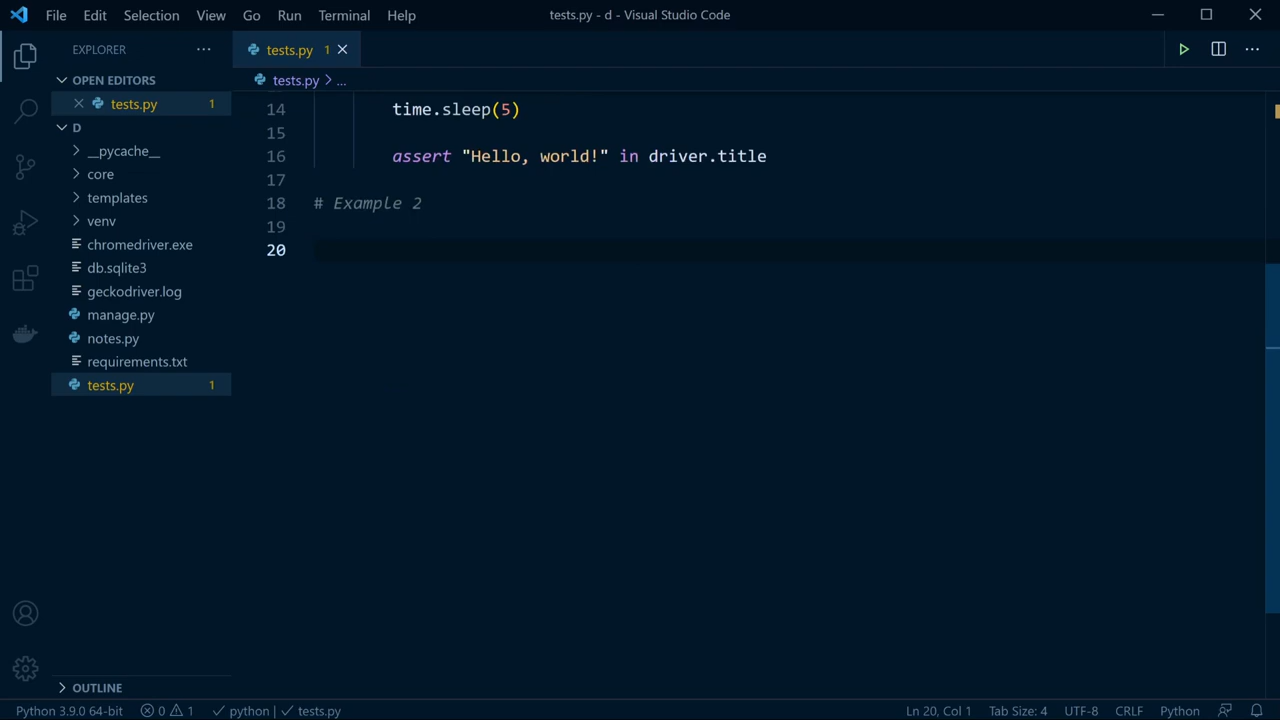 File Edit Selection View Go Run Terminal Help
tests.py - d - Visual Studio Code
EXPLORER
OPEN EDITORS
tests.py 1
D
__pycache__
core
templates
venv
chromedriver.exe
db.sqlite3
geckodriver.log
manage.py
notes.py
requirements.txt
tests.py 1
OUTLINE
tests.py 1
tests.py > ...
14 time.sleep(5)
15
16 assert "Hello, world!" in driver.title
17
18 # Example 2
19
20
Python 3.9.0 64-bit 0 1 python | tests.py
Ln 20, Col 1 Tab Size: 4 UTF-8 CRLF Python